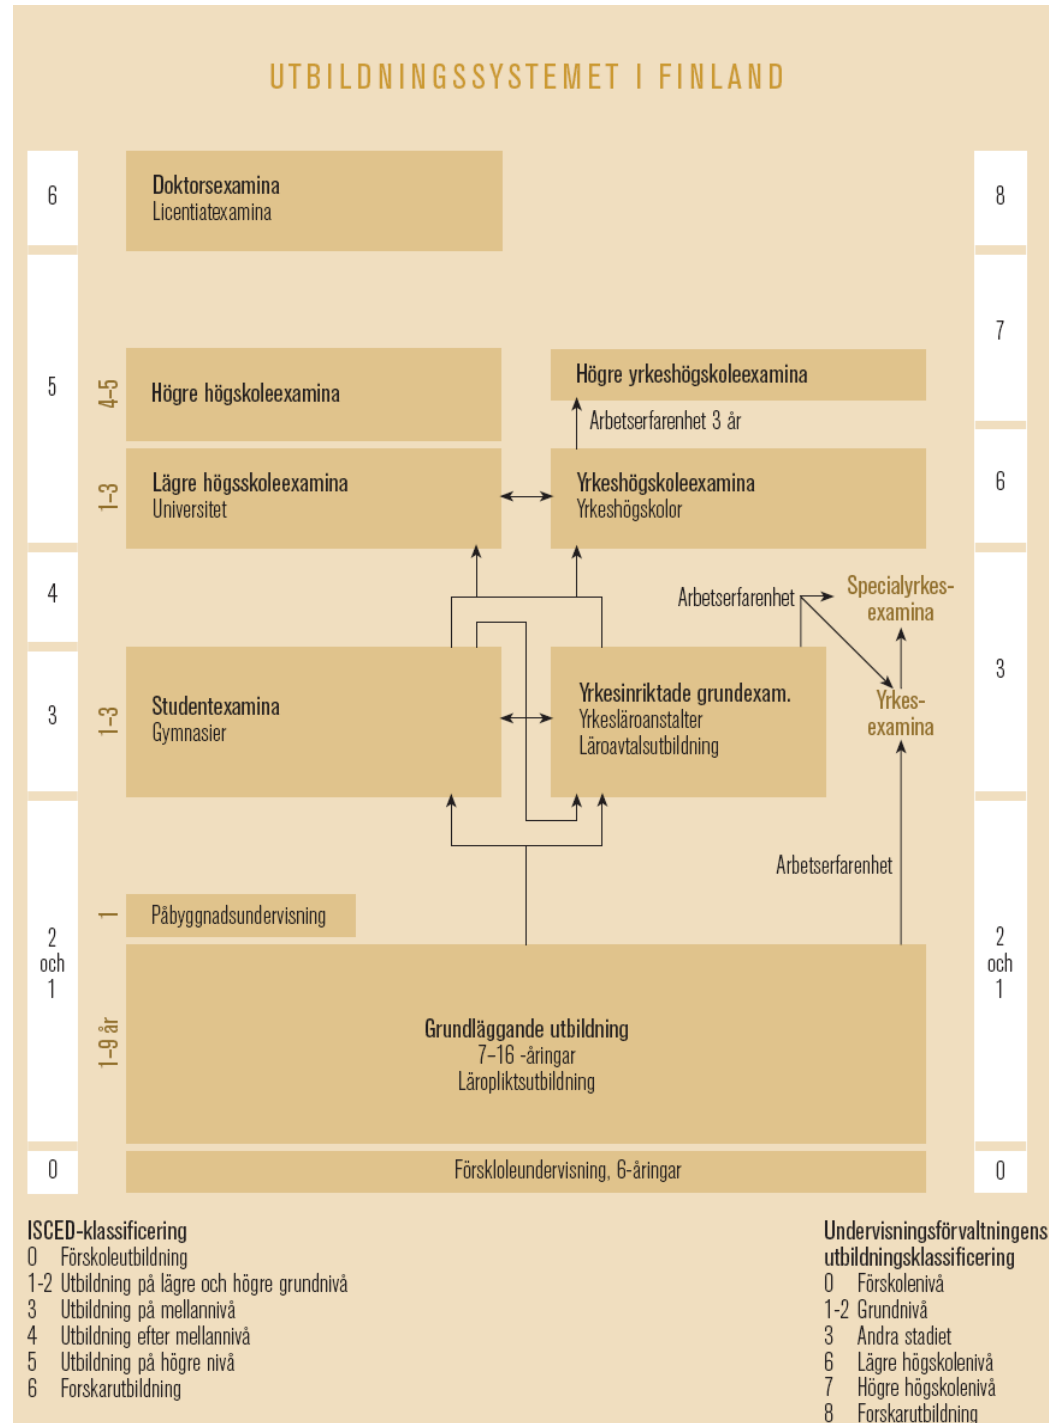 UTBILDNINGSSYSTEMET I FINLAND
6
Doktorsexamina
Licentiatexamina
8
5
4–5
Högre högskoleexamina
Högre yrkeshögskoleexamina
7
Arbetserfarenhet 3 år
1–3
Lägre högsskoleexamina
Universitet
Yrkeshögskoleexamina
Yrkeshögskolor
6
4
Arbetserfarenhet
Specialyrkes-
examina
3
1–3
Studentexamina
Gymnasier
Yrkesinriktade grundexam.
Yrkesläroanstalter
Läroavtalsutbildning
Yrkes-
examina
3
Arbetserfarenhet
1
Påbyggnadsundervisning
2
och
1
1–9 år
Grundläggande utbildning
7–16 -åringar
Läropliktsutbildning
2
och
1
0
Förskloleundervisning, 6-åringar
0
ISCED-klassificering
0 Förskoleutbildning
1-2 Utbildning på lägre och högre grundnivå
3 Utbildning på mellannivå
4 Utbildning efter mellannivå
5 Utbildning på högre nivå
6 Forskarutbildning
Undervisningsförvaltningens
utbildningsklassificering
0 Förskolenivå
1-2 Grundnivå
3 Andra stadiet
6 Lägre högskolenivå
7 Högre högskolenivå
8 Forskarutbildning